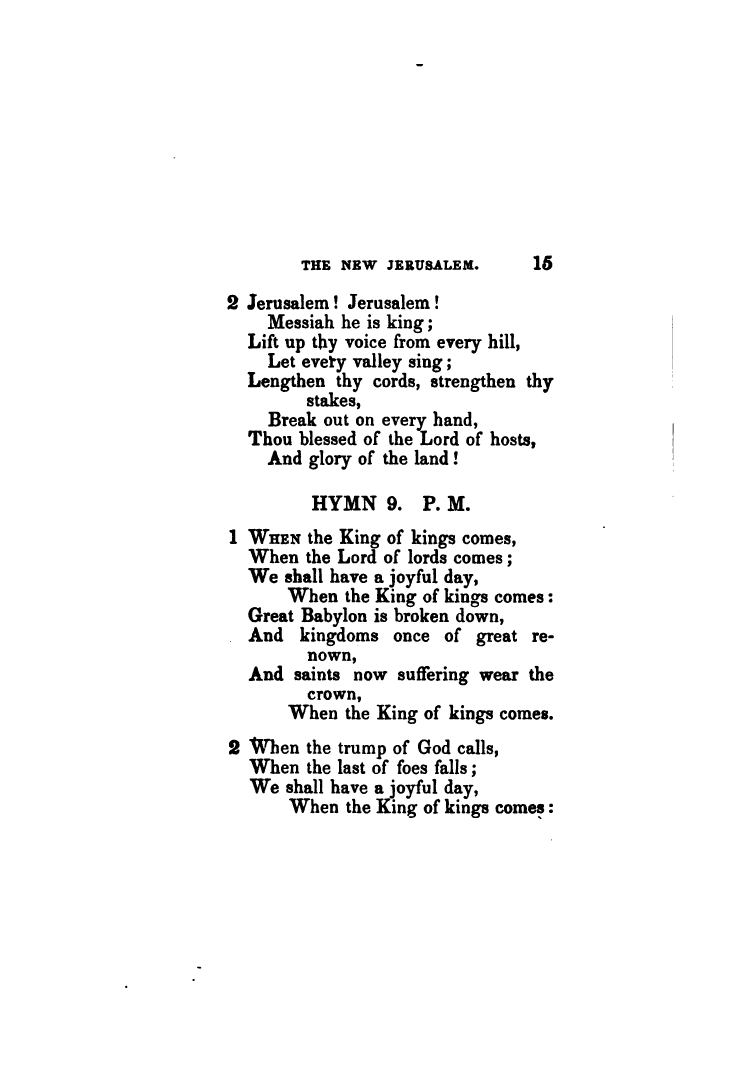 THE NEW JERUSALEM. 15
2 Jerusalem! Jerusalem!
Messiah he is king;
Lift up thy voice from every hill,
Let every valley sing;
Lengthen thy cords, strengthen thy
stakes,
Break out on every hand,
Thou blessed of the Lord of hosts,
And glory of the land!
HYMN 9. P. M.
1 WHEN the King of kings comes,
When the Lord of lords comes;
We shall have a joyful day,
When the King of kings comes:
Great Babylon is broken down,
And kingdoms once of great re-
nown,
And saints now suffering wear the
crown,
When the King of kings comes.
2 When the trump of God calls,
When the last of foes falls;
We shall have a joyful day,
When the King of kings comes: